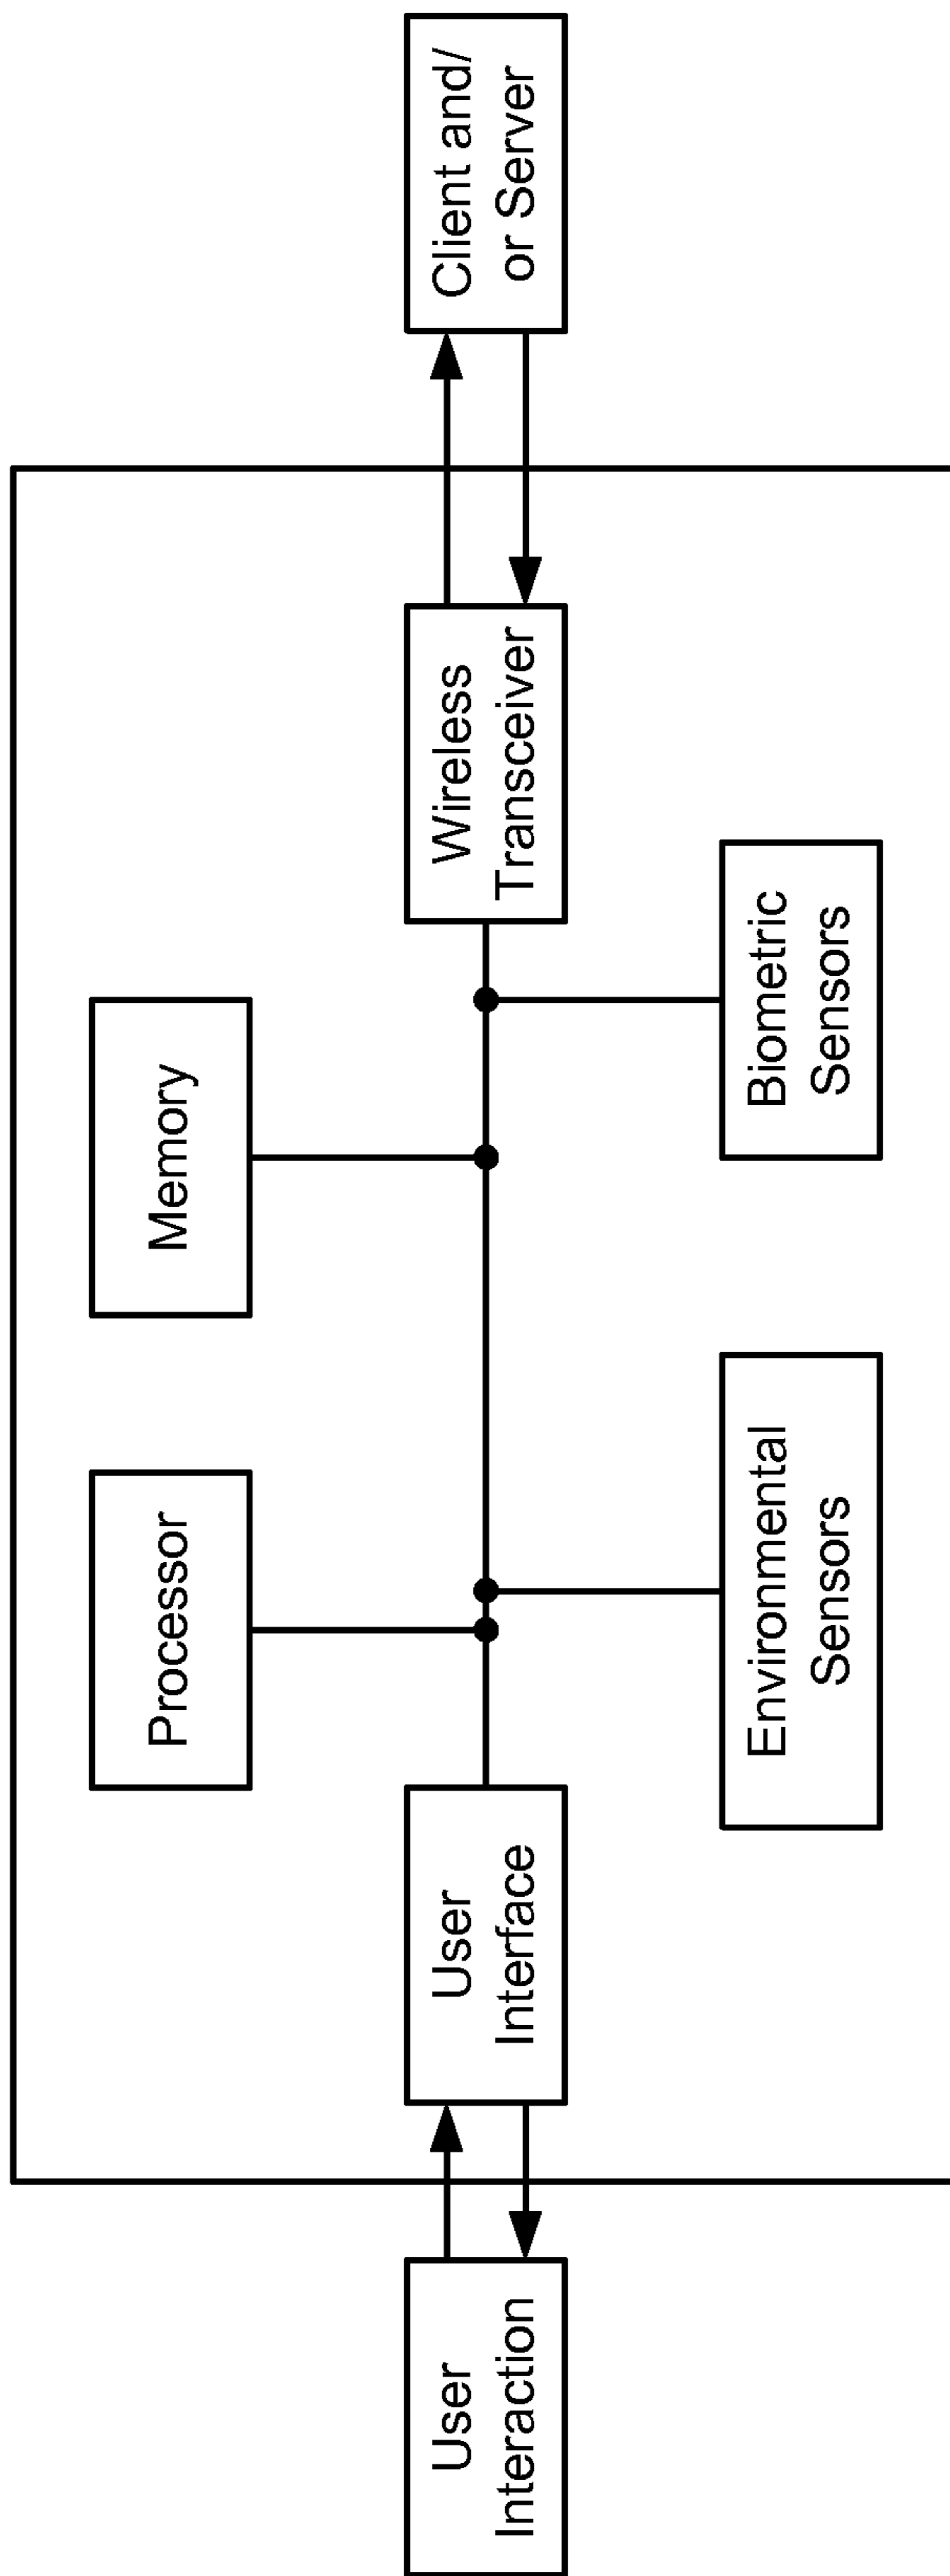 Processor
Memory
User
Interaction
User
Interface
Wireless
Transceiver
Client and/
or Server
Environmental
Sensors
Biometric
Sensors